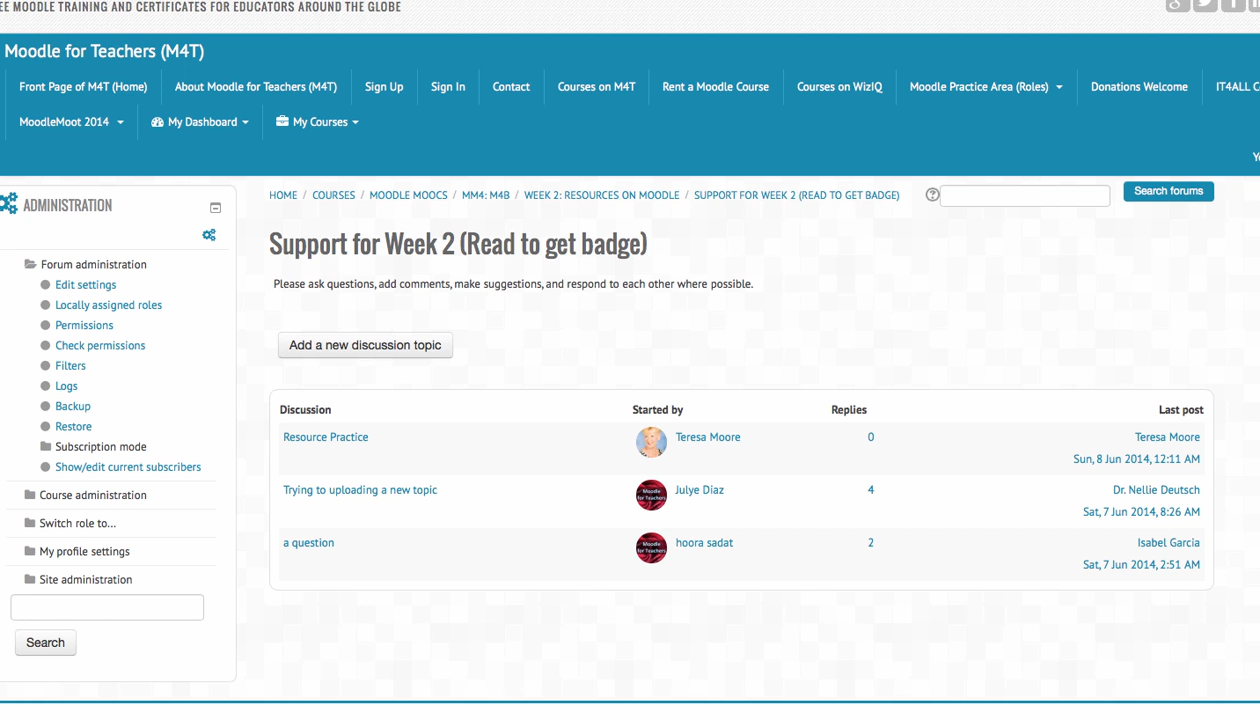 EE MOODLE TRAINING AND CERTIFICATES FOR EDUCATORS AROUND THE GLOBE
Moodle for Teachers (M4T)
Front Page of M4T (Home) About Moodle for Teachers (M4T) Sign Up Sign In Contact Courses on M4T Rent a Moodle Course Courses on WizIQ Moodle Practice Area (Roles) Donations Welcome IT4ALL C
MoodleMoot 2014 My Dashboard My Courses
Y
ADMINISTRATION
Forum administration
Edit settings
Locally assigned roles
Permissions
Check permissions
Filters
Logs
Backup
Restore
Subscription mode
Show/edit current subscribers
Course administration
Switch role to...
My profile settings
Site administration
Search
HOME / COURSES / MOODLE MOOCS / MM4: M4B / WEEK 2: RESOURCES ON MOODLE / SUPPORT FOR WEEK 2 (READ TO GET BADGE)
Search forums
Support for Week 2 (Read to get badge)
Please ask questions, add comments, make suggestions, and respond to each other where possible.
Add a new discussion topic
Discussion Started by Replies Last post
Resource Practice Teresa Moore 0 Teresa Moore
Sun, 8 Jun 2014, 12:11 AM
Trying to uploading a new topic Julye Diaz 4 Dr. Nellie Deutsch
Sat, 7 Jun 2014, 8:26 AM
a question hoora sadat 2 Isabel Garcia
Sat, 7 Jun 2014, 2:51 AM